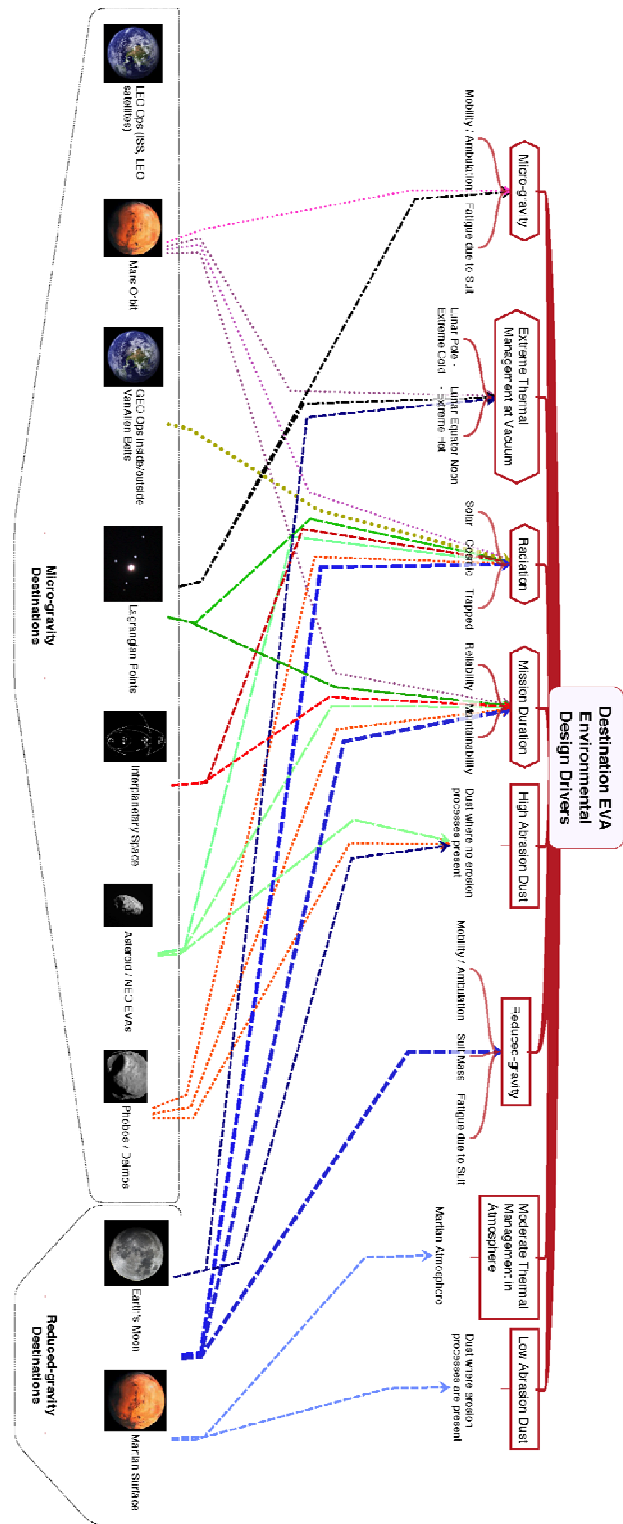 Destination EVA
Environmental
Design Drivers
Micro-gravity
Mobility / Ambulation
Fatigue due to Suit
Extreme Thermal
Management at Vacuum
Lunar Pole -
Extreme Cold
Lunar Equator Noon
- Extreme Hot
Radiation
Solar
Cosmic
Trapped
Mission Duration
Reliability
Maintainability
High Abrasion Dust
Dust where no erosion
processes present
Reduced-gravity
Mobility / Ambulation
Suit Mass
Fatigue due to Suit
Moderate Thermal
Management in
Atmosphere
Martian Atmosphere
Low Abrasion Dust
Dust where erosion
processes are present
LEO Ops (ISS, LEO
satellites)
Mars Orbit
GEO Ops Inside/outside
VanAllen Belts
Lagrangian Points
Interplanetary Space
Asteroid / NEO EVAs
Phobos / Deimos
Earth's Moon
Martian Surface
Micro-gravity
Destinations
Reduced-gravity
Destinations